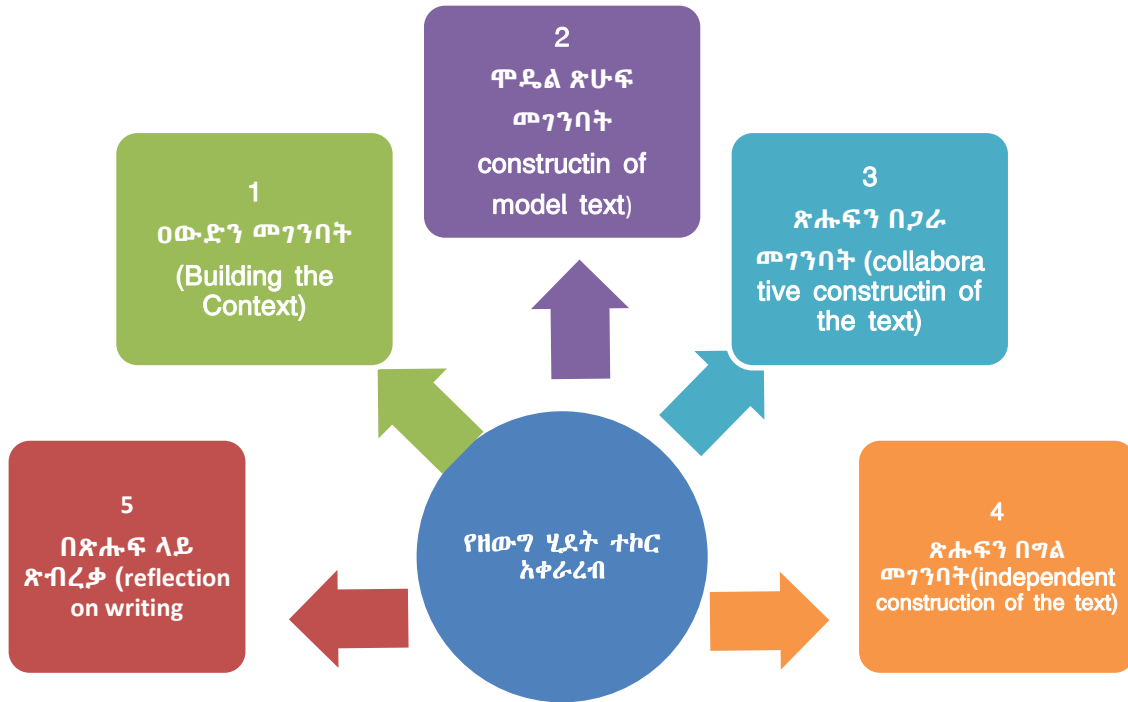 1
ዐውድን መገንባት
(Building the
Context)
2
ሞዴል ጽሁፍ
መገንባት
constructin of
model text)
3
ጽሑፍን በጋራ
መገንባት (collabora
tive constructin of
the text)
4
ጽሑፍን በግል
መገንባት(independent
construction of the text)
5
በጽሑፍ ላይ
ጽብረቃ (reflection
on writing
የዘውግ ሂደት ተኮር
አቀራረብ